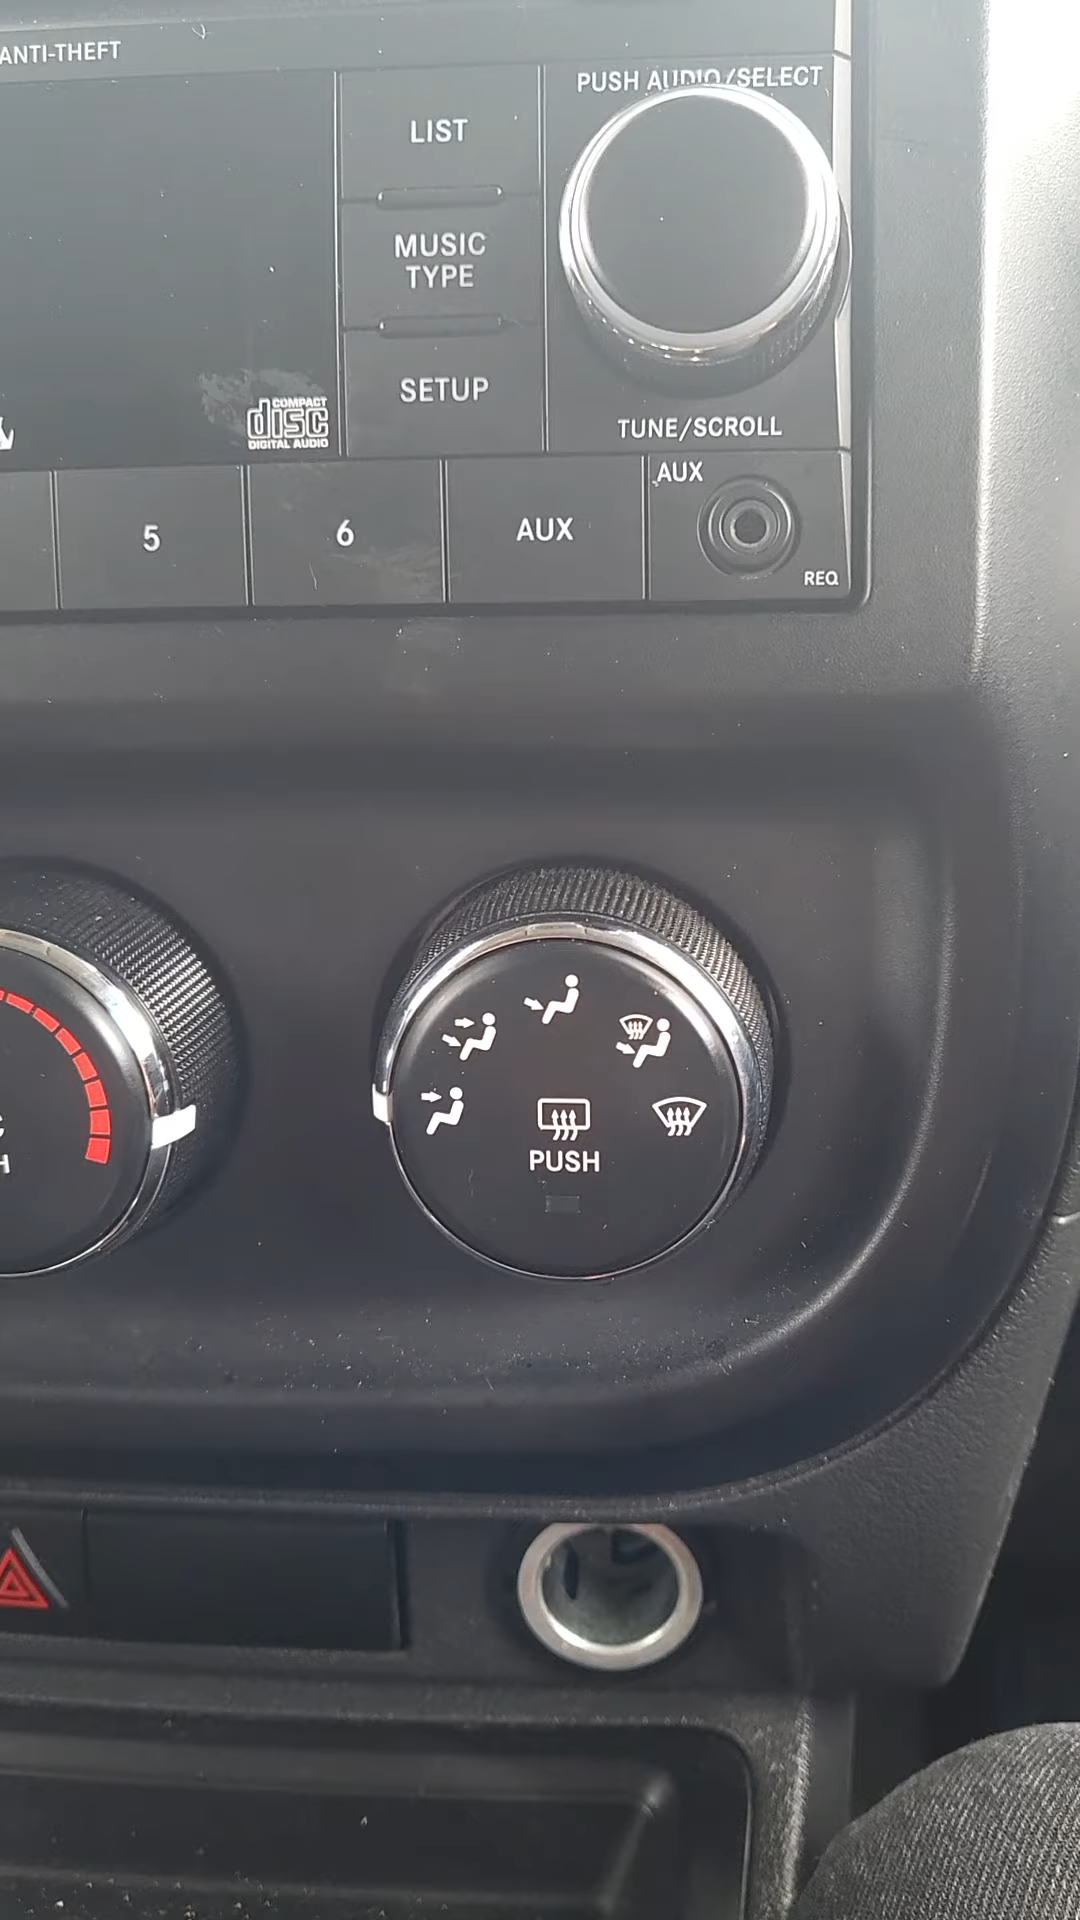 ANTI-THEFT
PUSH AUDIO/SELECT
LIST
MUSIC
TYPE
SETUP
COMPACT
disc
DIGITAL AUDIO
TUNE/SCROLL
5
6
AUX
AUX
REQ
PUSH